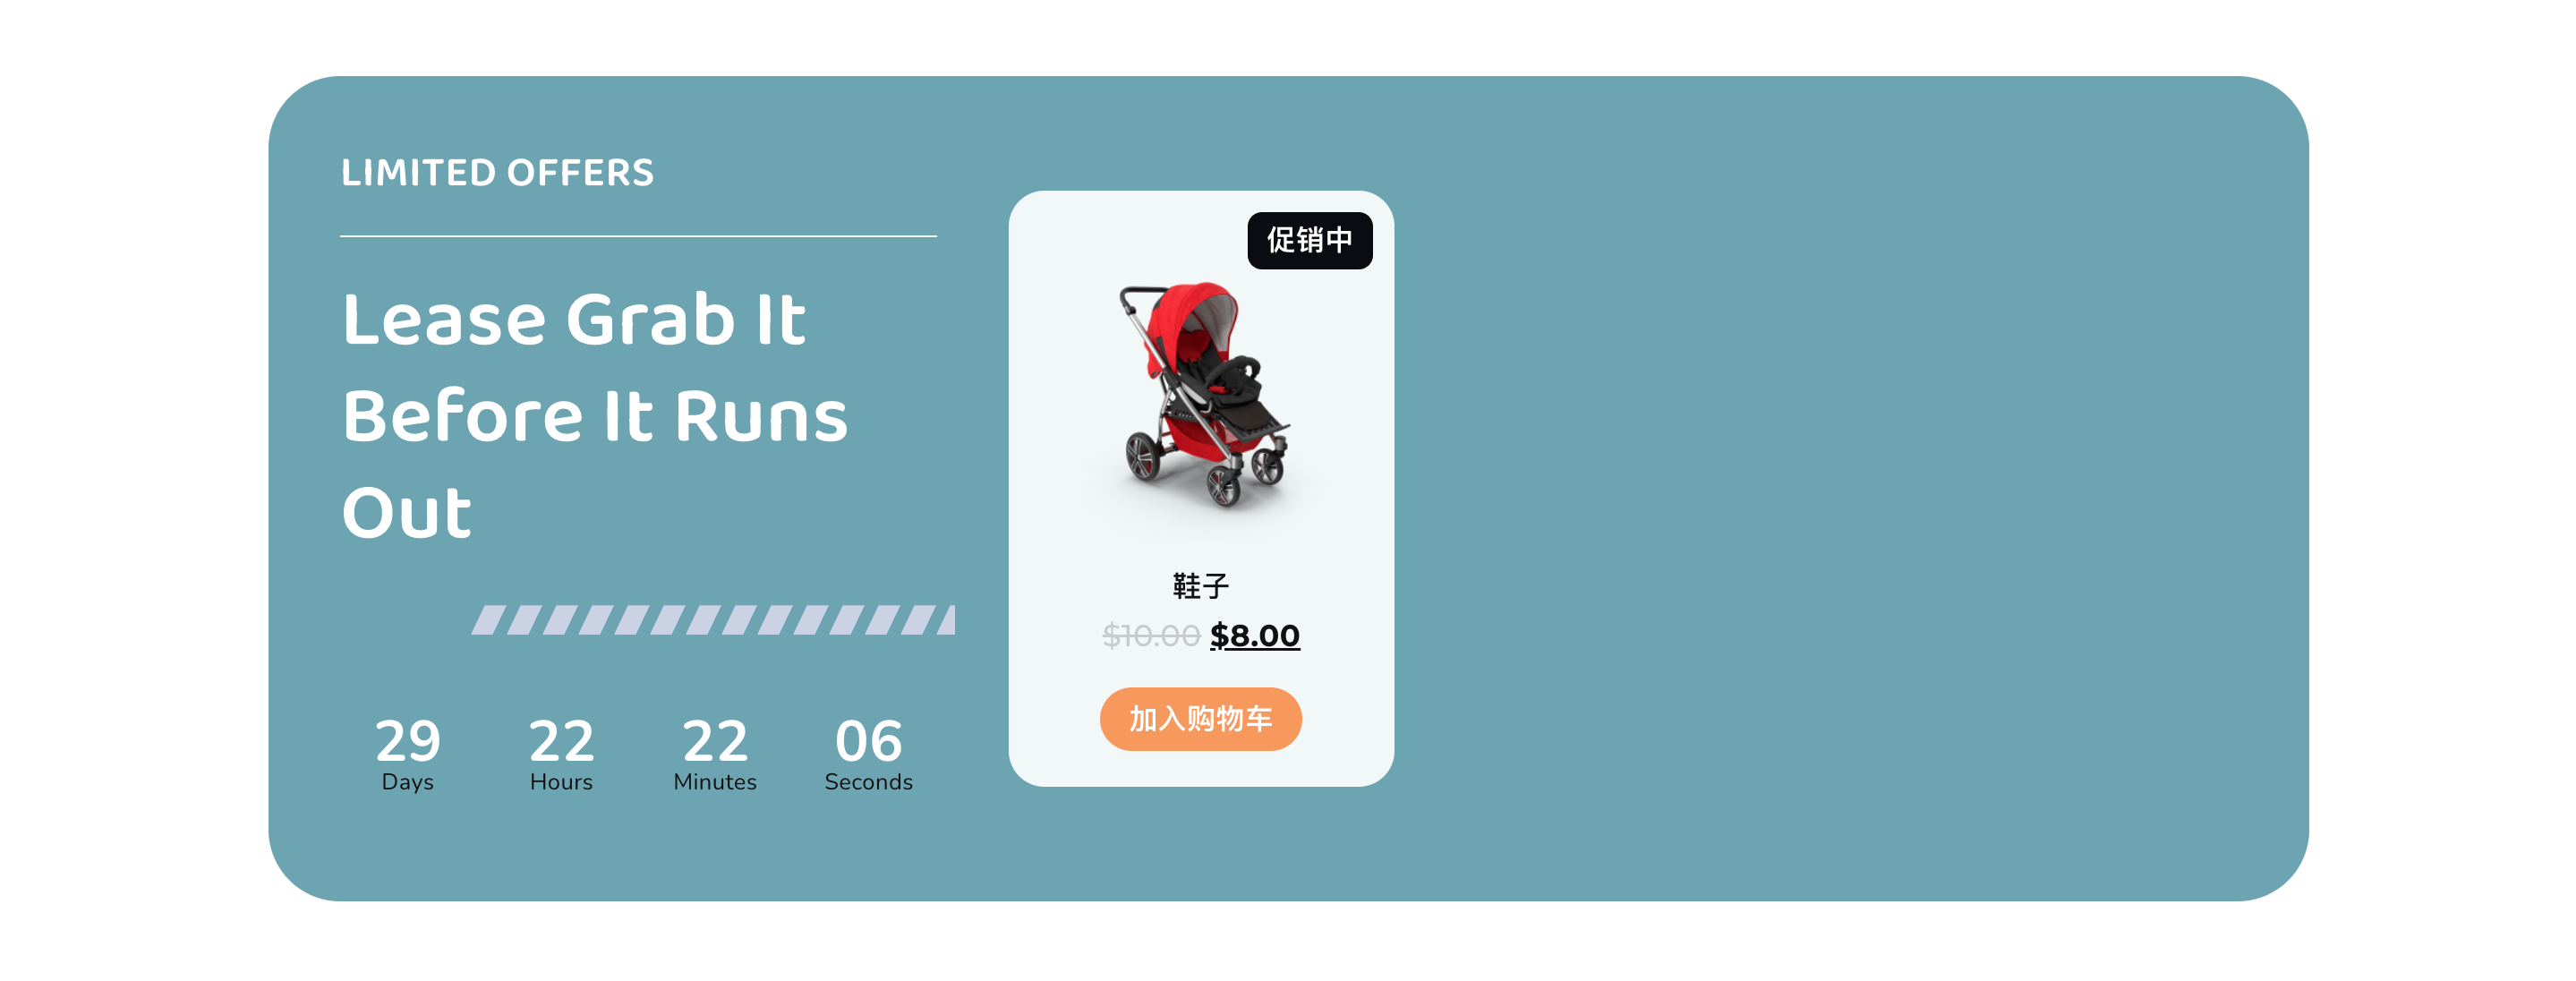 LIMITED OFFERS
Lease Grab It
Before It Runs
Out
29 22 22 06
Days Hours Minutes Seconds
促销中
鞋子
$10.00 $8.00
加入购物车